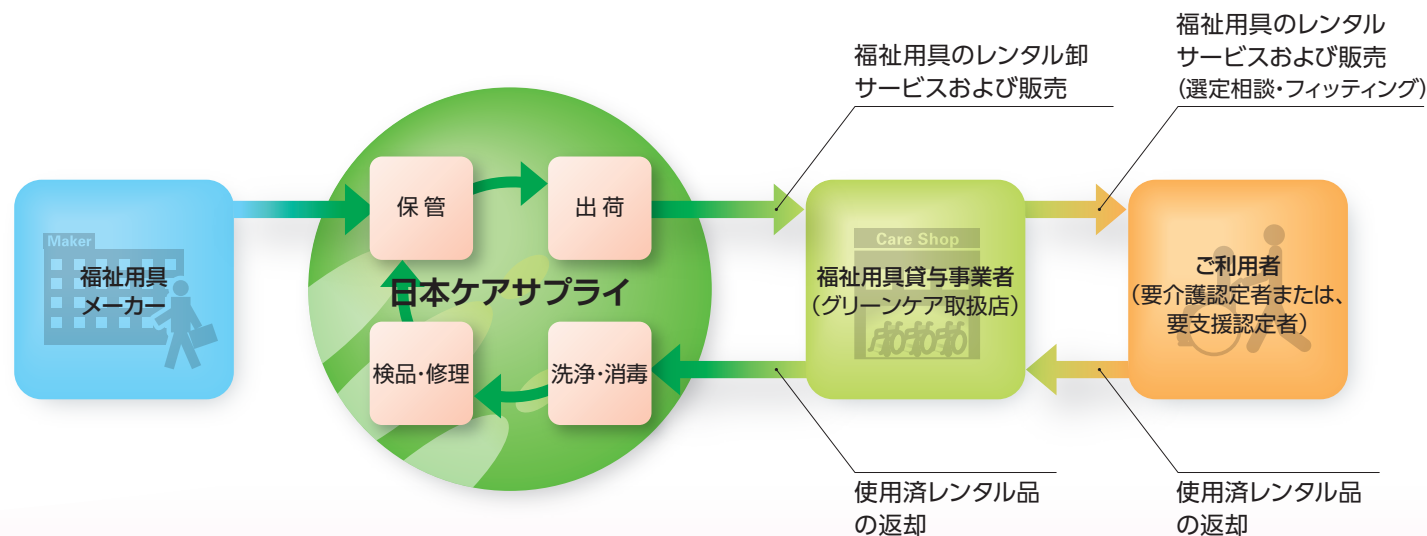 福祉用具のレンタル卸
サービスおよび販売
福祉用具のレンタル
サービスおよび販売
(選定相談・フィッティング)
Maker
福祉用具
メーカー
保管
出荷
日本ケアサプライ
検品・修理
洗浄・消毒
Care Shop
福祉用具貸与事業者
(グリーンケア取扱店)
ご利用者
(要介護認定者または、
要支援認定者)
使用済レンタル品
の返却
使用済レンタル品
の返却